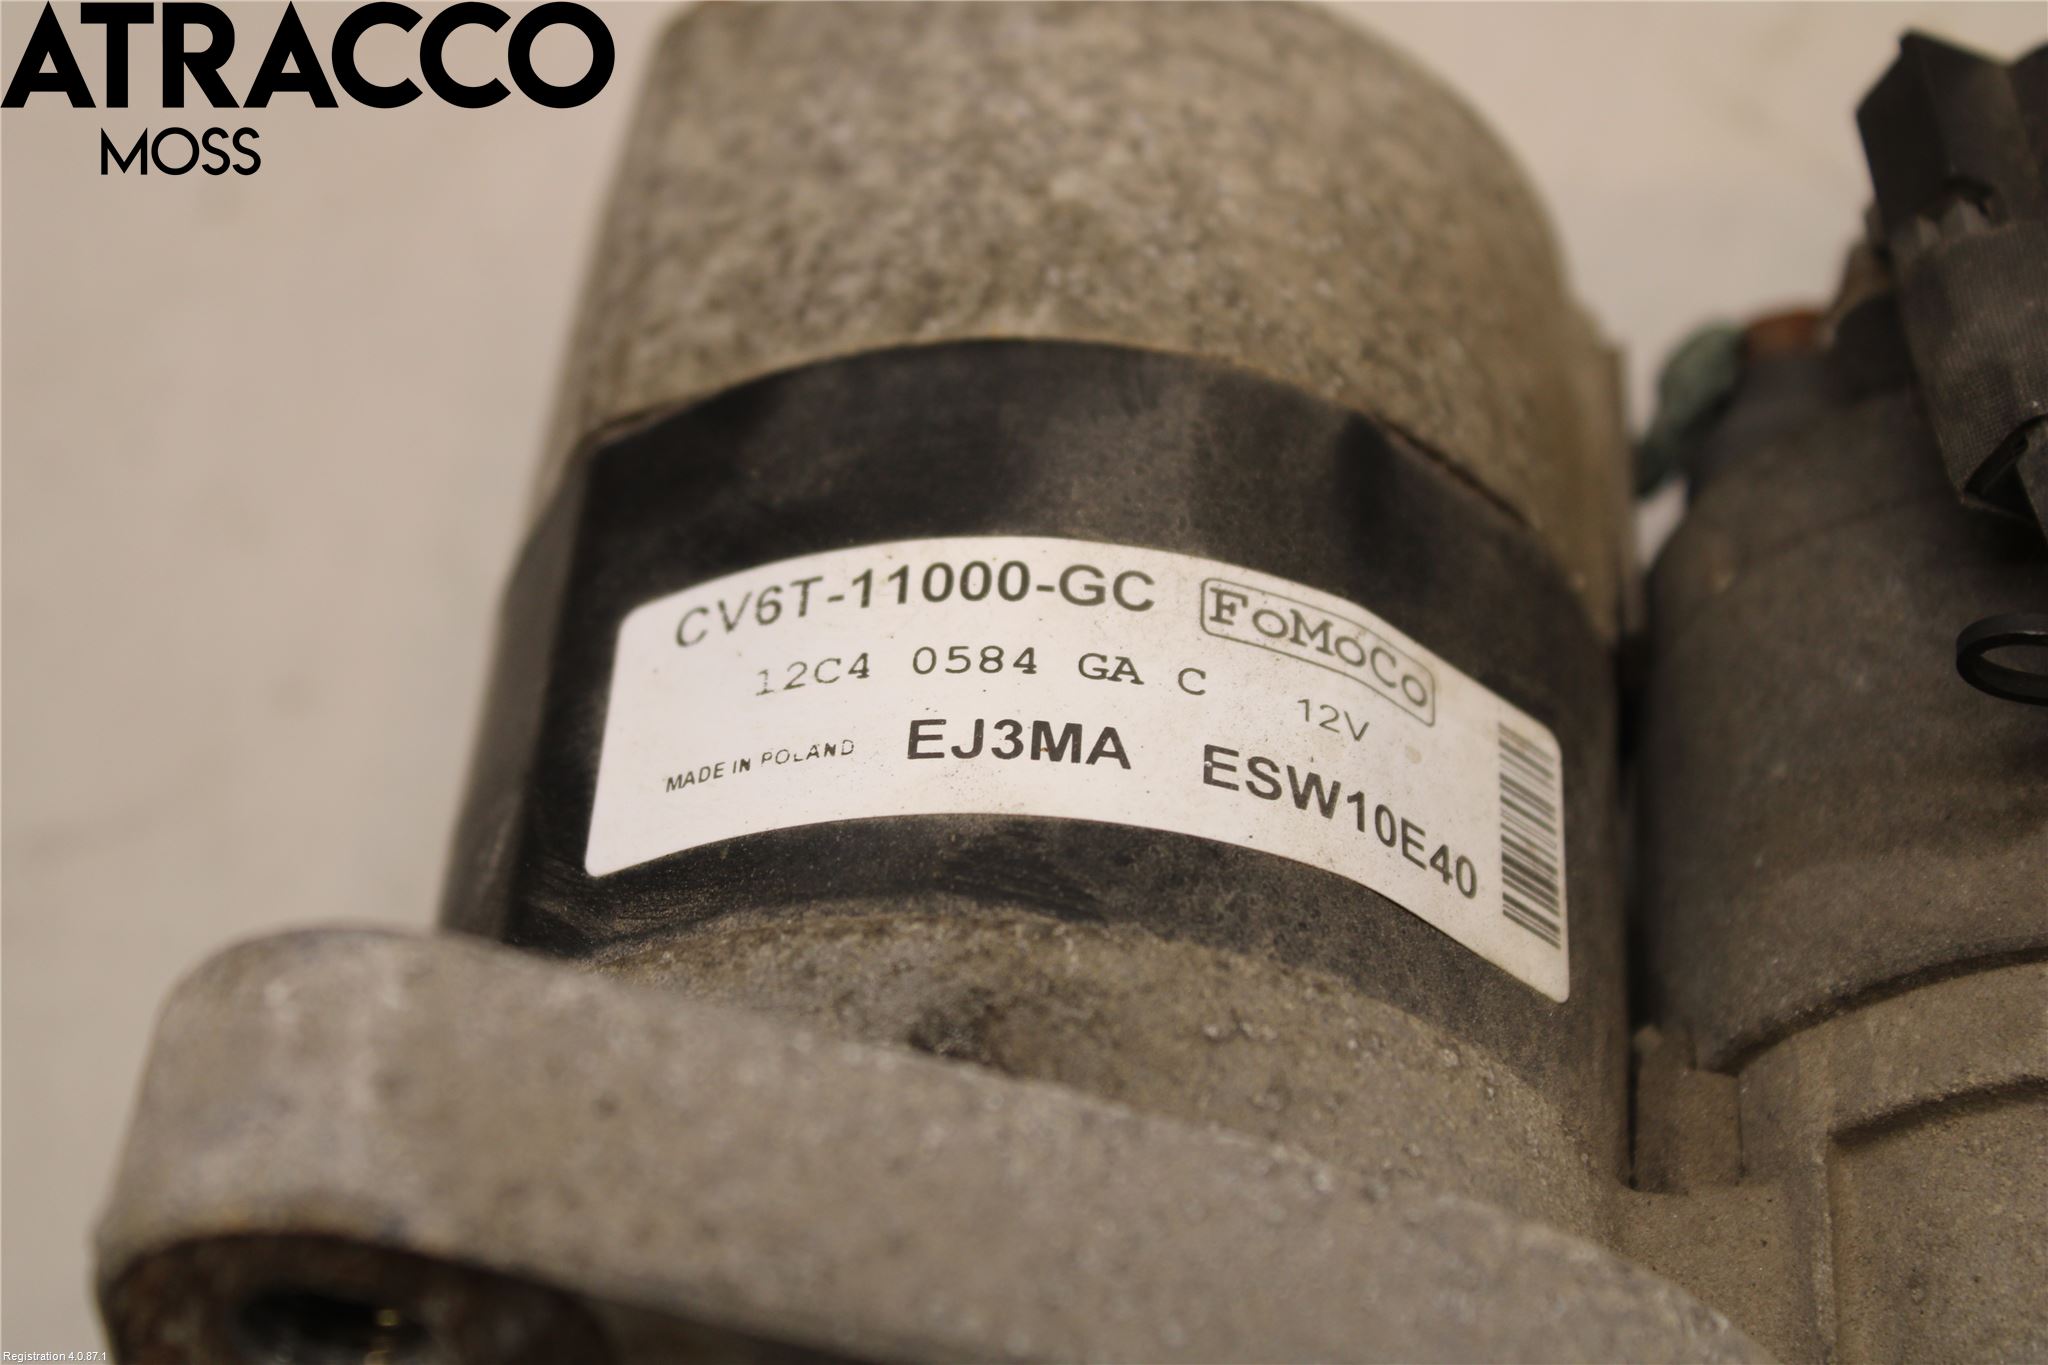 ATRACCO
MOSS
CV6T-11000-GC FoMoCo
12C4 0584 GA C 12V
MADE IN POLAND EJ3MA ESW10E40
Registration 4.0.87.1